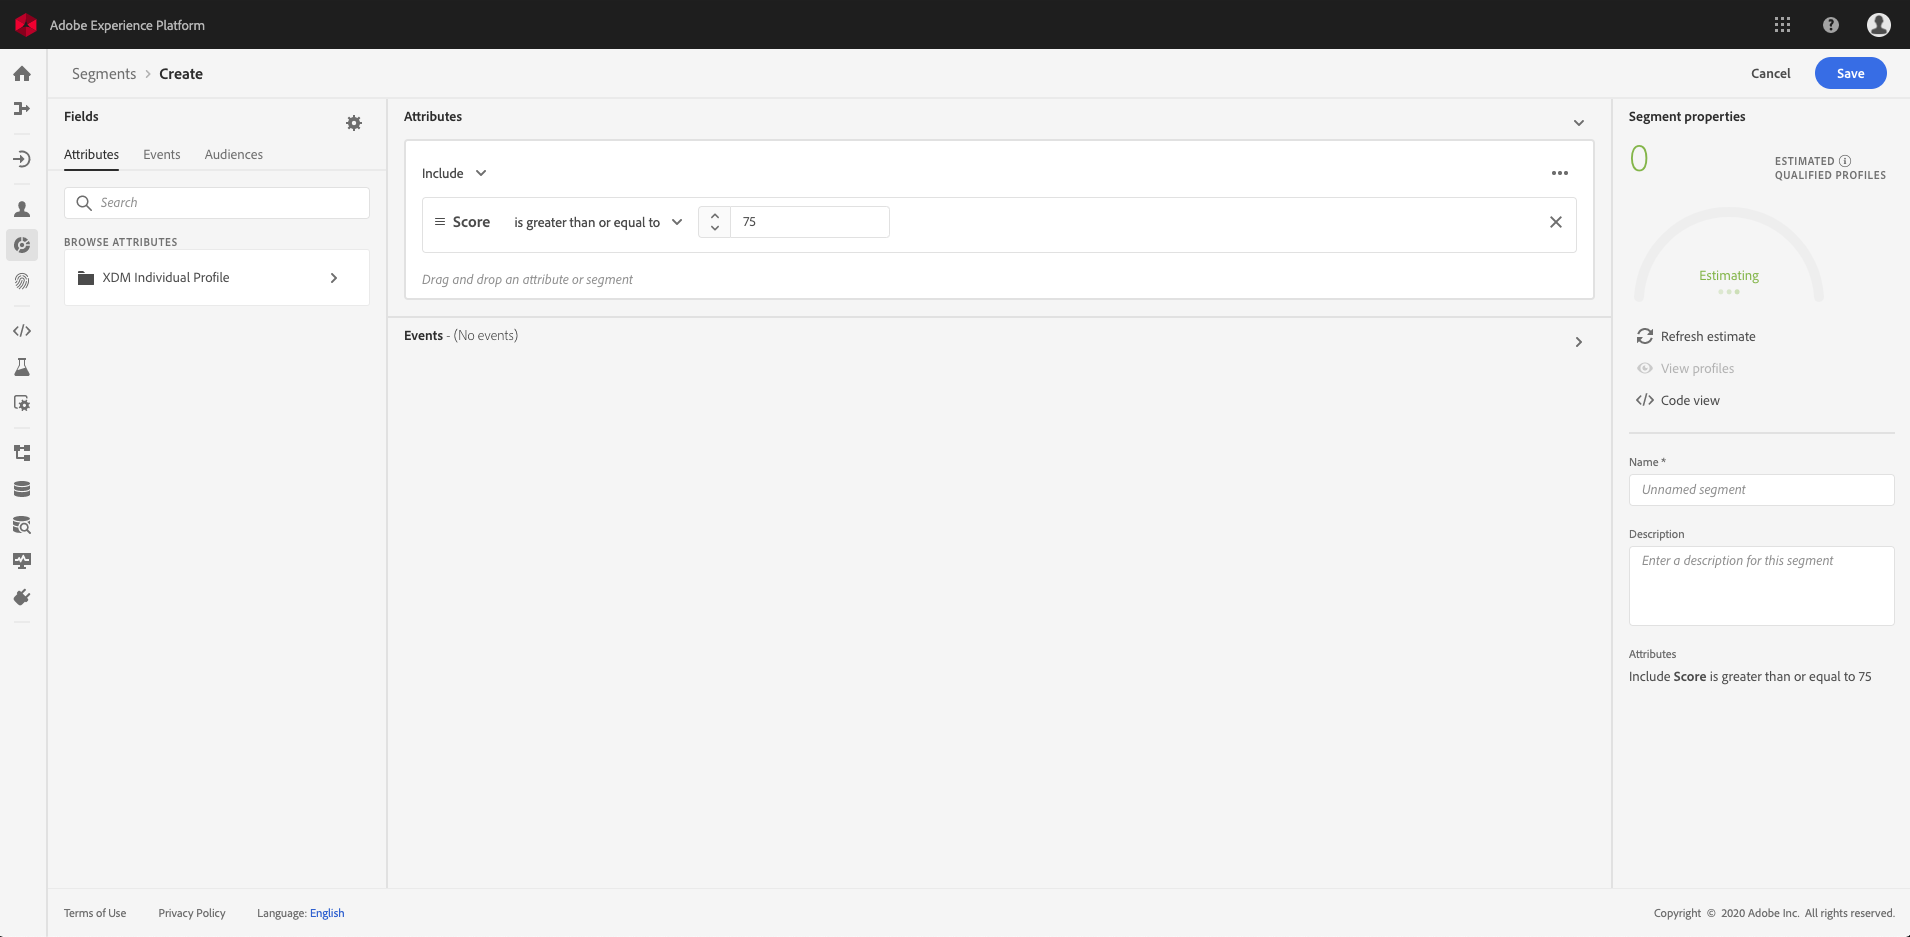 Adobe Experience Platform
Segments > Create
Cancel
Save
Fields
Attributes
Events
Audiences
Search
BROWSE ATTRIBUTES
XDM Individual Profile
Attributes
Include
Score is greater than or equal to 75
Drag and drop an attribute or segment
Events - (No events)
Segment properties
0
ESTIMATED
QUALIFIED PROFILES
Estimating
Refresh estimate
View profiles
</> Code view
Name *
Unnamed segment
Description
Enter a description for this segment
Attributes
Include Score is greater than or equal to 75
Terms of Use
Privacy Policy
Language: English
Copyright © 2020 Adobe Inc. All rights reserved.